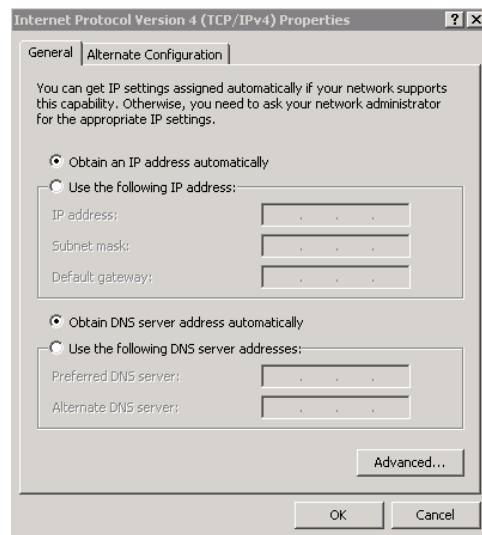 Internet Protocol Version 4 (TCP/IPv4) Properties
General
Alternate Configuration
You can get IP settings assigned automatically if your network supports
this capability. Otherwise, you need to ask your network administrator
for the appropriate IP settings.
Obtain an IP address automatically
Use the following IP address:
IP address:
Subnet mask:
Default gateway:
Obtain DNS server address automatically
Use the following DNS server addresses:
Preferred DNS server:
Alternate DNS server:
Advanced...
OK
Cancel